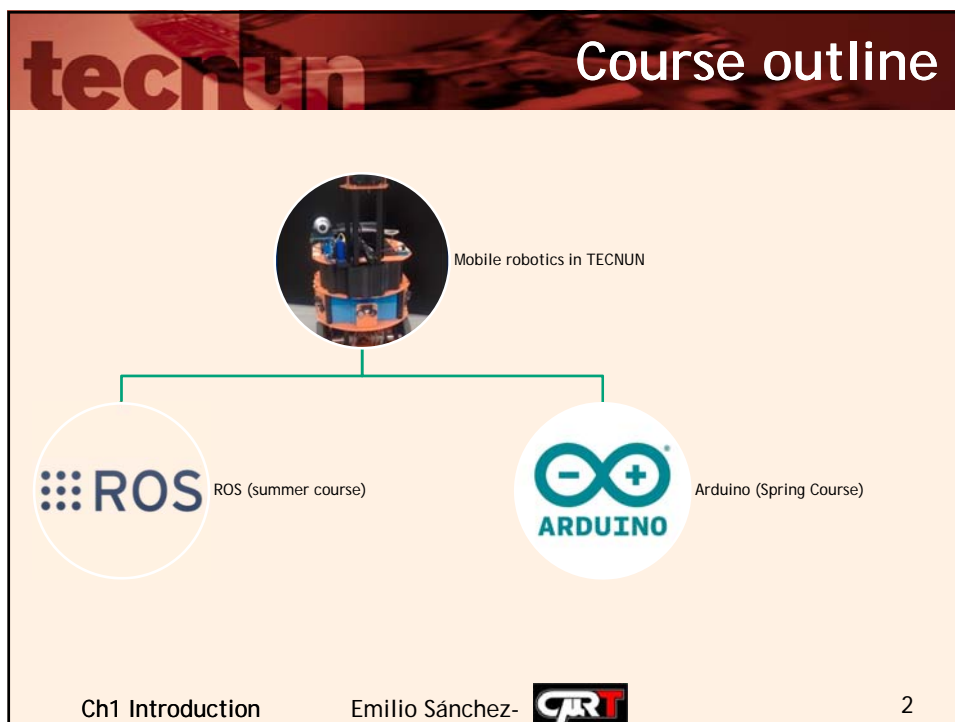 tecnun
Course outline
Mobile robotics in TECNUN
ROS
ROS (summer course)
ARDUINO
Arduino (Spring Course)
Ch1 Introduction
Emilio Sánchez-
2